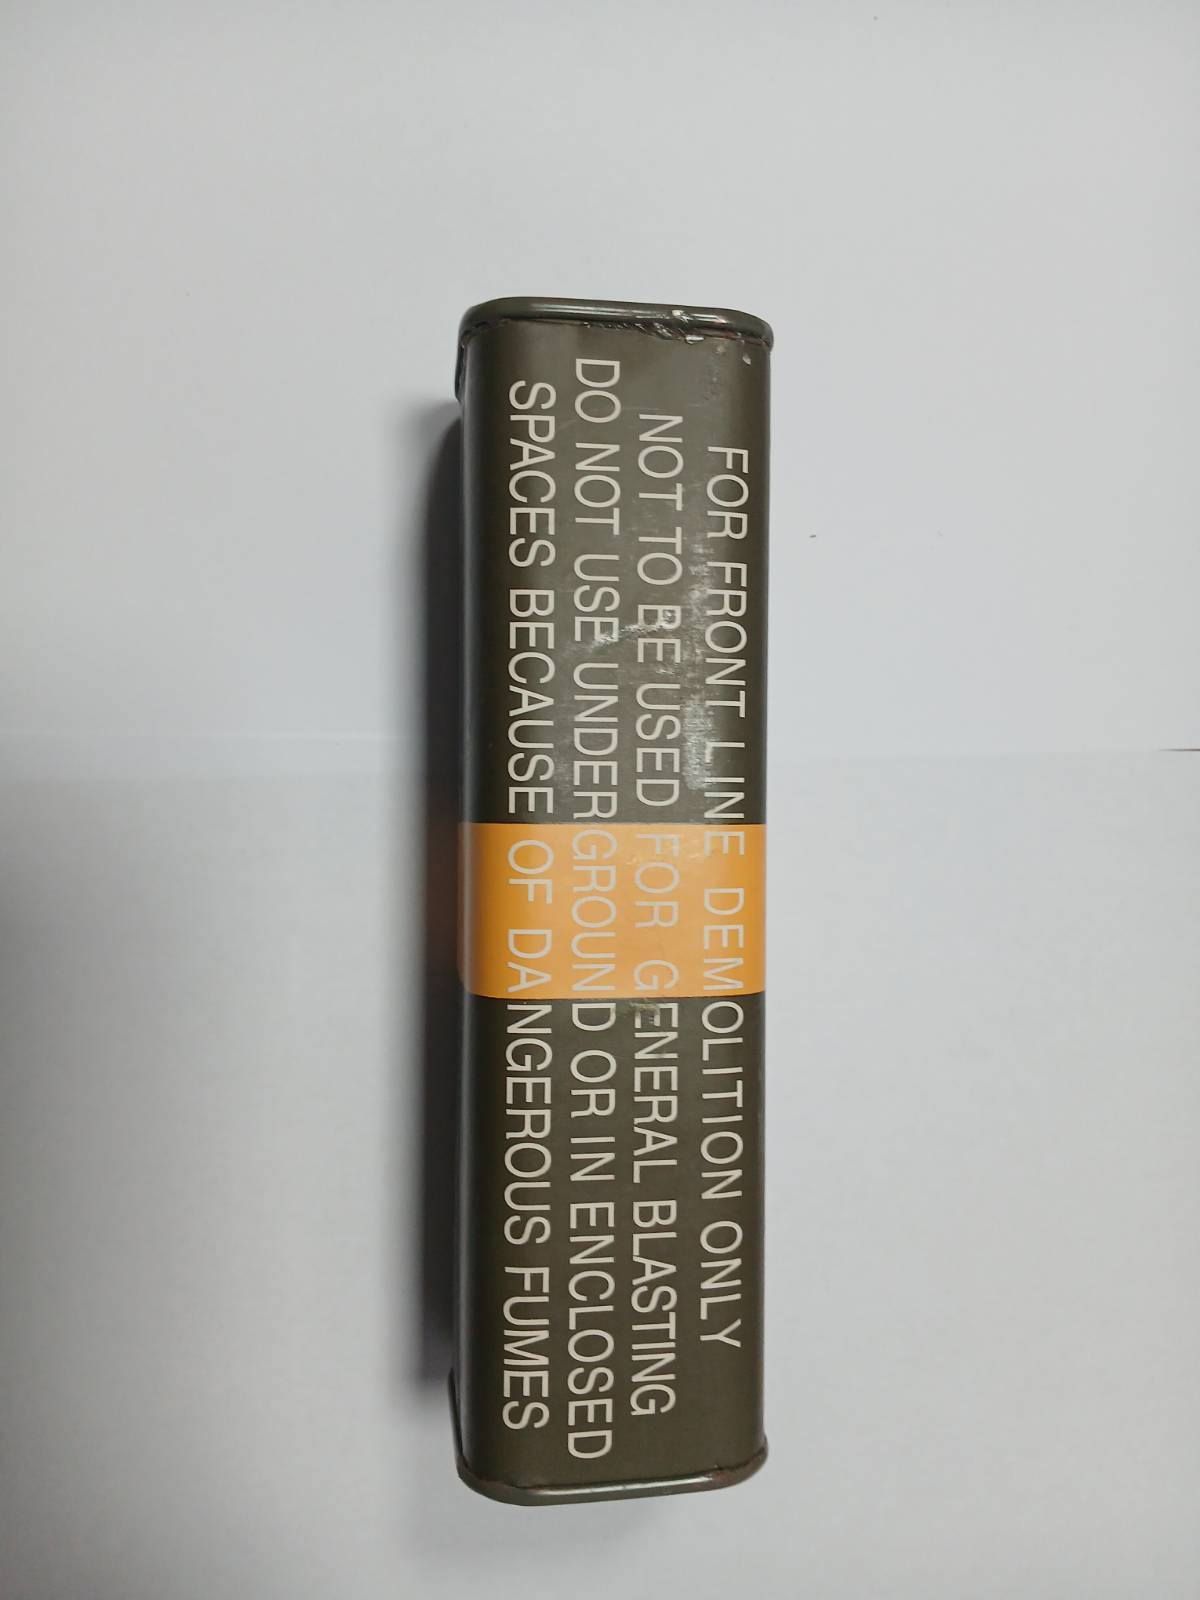 FOR FRONT LINE DEMOLITION ONLY
NOT TO BE USED FOR GENERAL BLASTING
DO NOT USE UNDERGROUND OR IN ENCLOSED
SPACES BECAUSE OF DANGEROUS FUMES